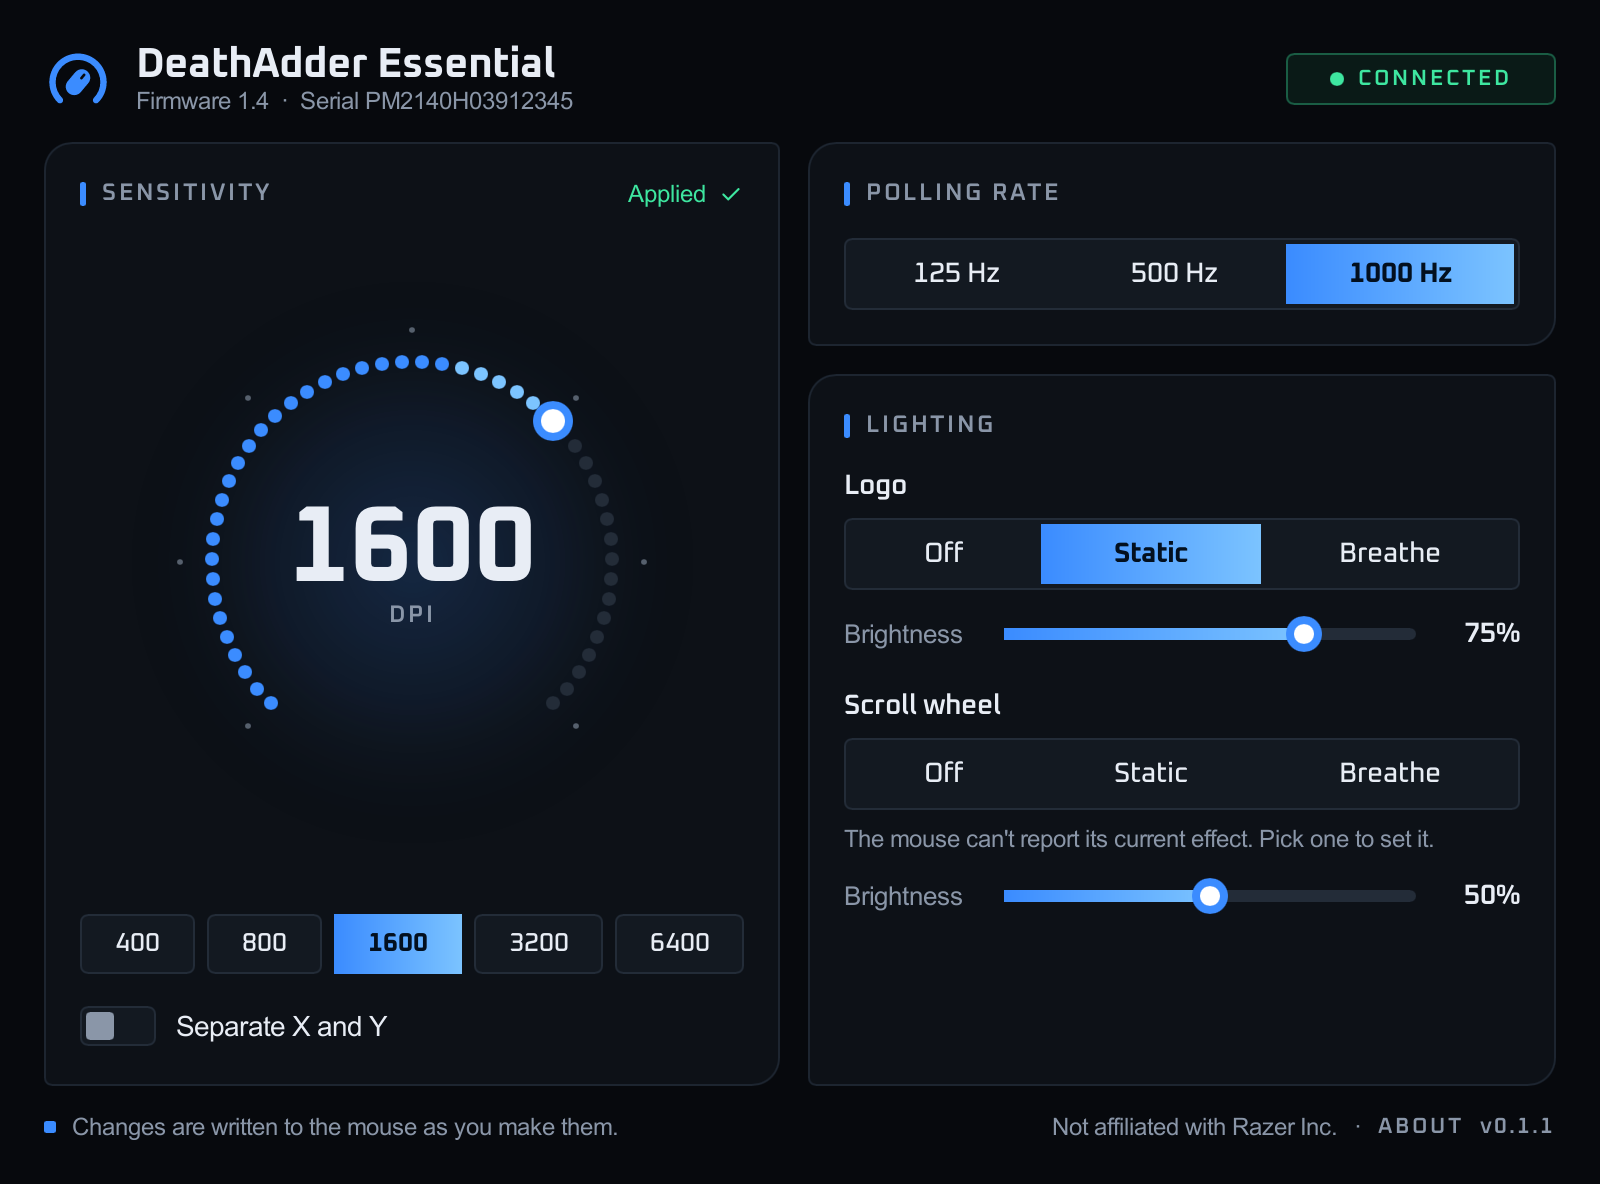 DeathAdder Essential
Firmware 1.4 · Serial PM2140H03912345
CONNECTED
SENSITIVITY
Applied
1600
DPI
400 800 1600 3200 6400
Separate X and Y
POLLING RATE
125 Hz 500 Hz 1000 Hz
LIGHTING
Logo
Off Static Breathe
Brightness 75%
Scroll wheel
Off Static Breathe
The mouse can't report its current effect. Pick one to set it.
Brightness 50%
Changes are written to the mouse as you make them.
Not affiliated with Razer Inc. · ABOUT v0.1.1